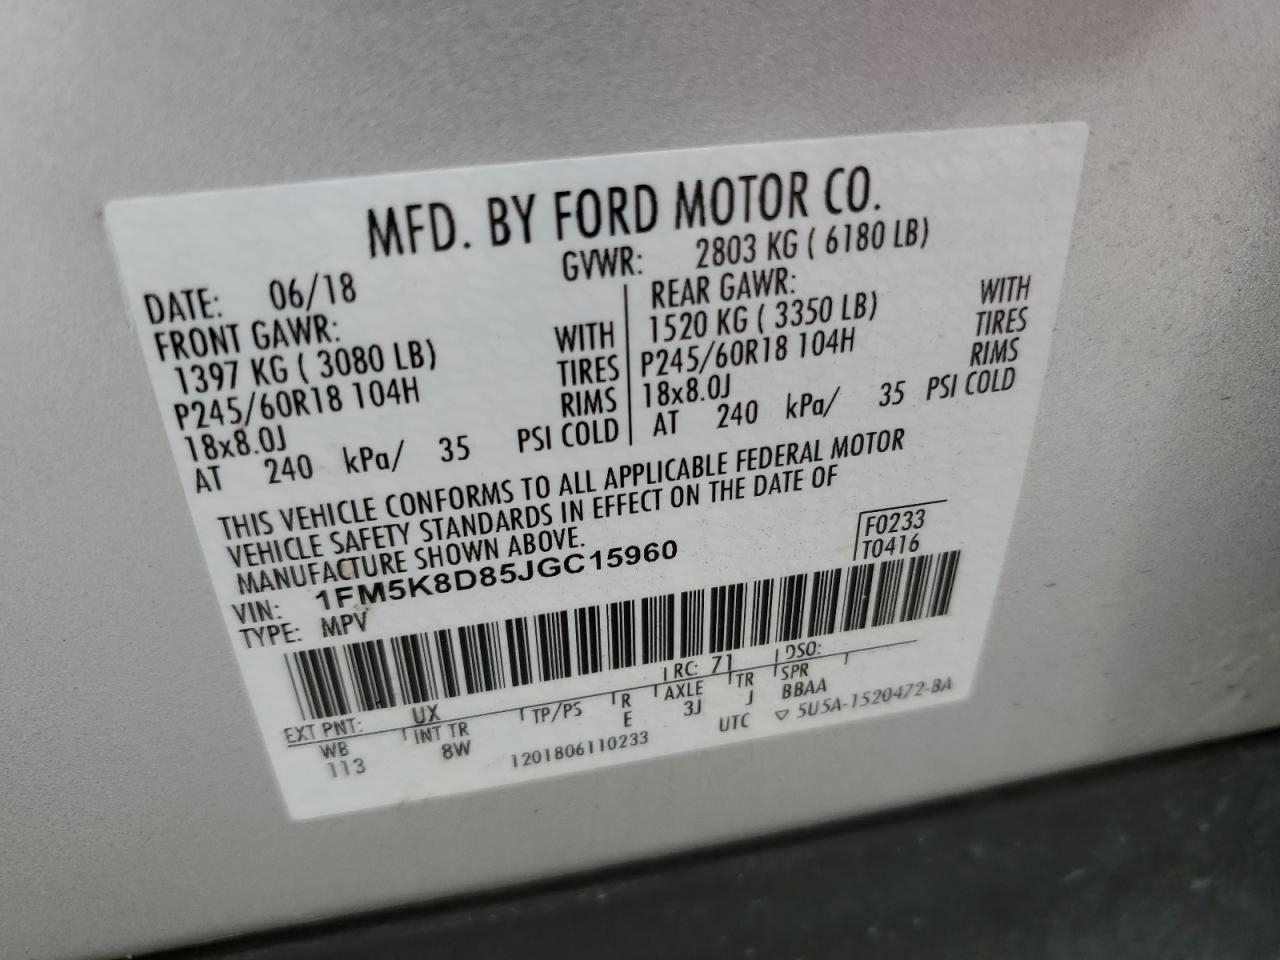 MFD. BY FORD MOTOR CO.
DATE: 06/18 GVWR: 2803 KG ( 6180 LB)
FRONT GAWR: REAR GAWR:
1397 KG ( 3080 LB) WITH 1520 KG ( 3350 LB) WITH
P245/60R18 104H TIRES P245/60R18 104H TIRES
18x8.0J RIMS 18x8.0J RIMS
AT 240 kPa/ 35 PSI COLD AT 240 kPa/ 35 PSI COLD
THIS VEHICLE CONFORMS TO ALL APPLICABLE FEDERAL MOTOR
VEHICLE SAFETY STANDARDS IN EFFECT ON THE DATE OF
MANUFACTURE SHOWN ABOVE.
F0233
VIN: 1FM5K8D85JGC15960 T0416
TYPE: MPV
EXT PNT: UX RC: 71 DSO:
WB INT TR TP/PS R AXLE TR SPR
113 8W E 3J J BBAA
1201806110233 UTC ▽ 5U5A-1520472-BA